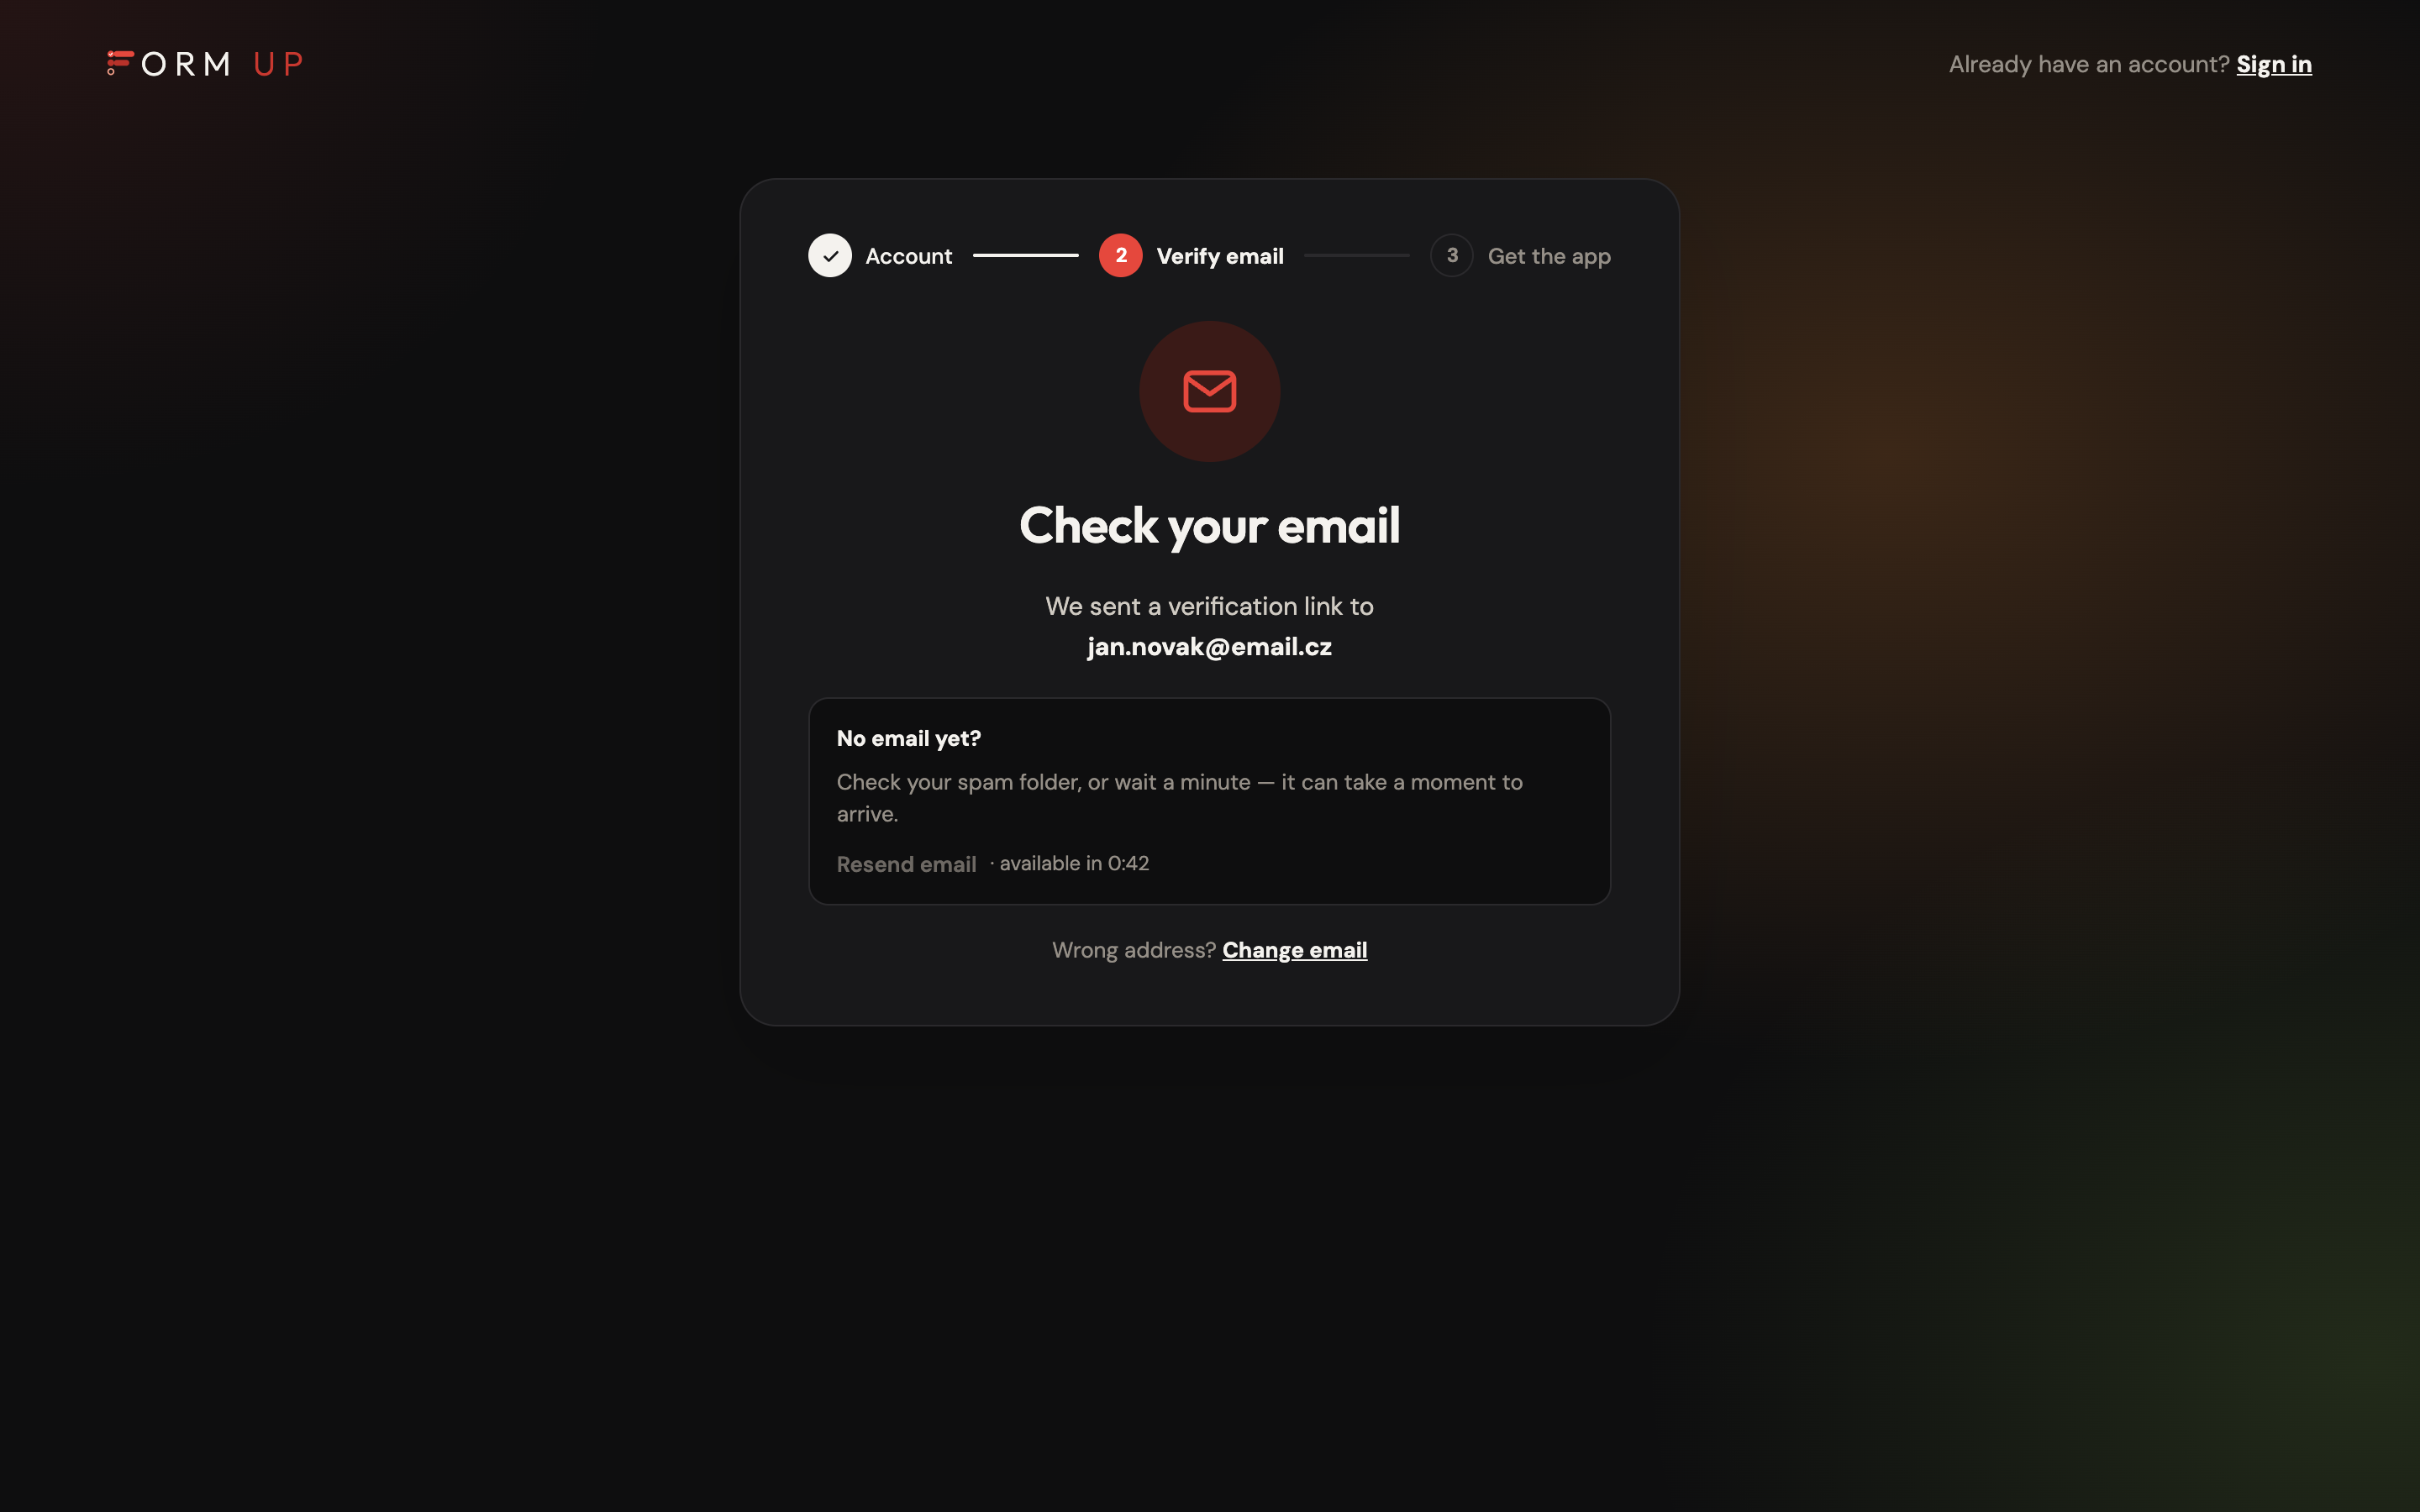 FORM UP
Already have an account? Sign in
Account
2 Verify email
3 Get the app
Check your email
We sent a verification link to
jan.novak@email.cz
No email yet?
Check your spam folder, or wait a minute — it can take a moment to
arrive.
Resend email · available in 0:42
Wrong address? Change email